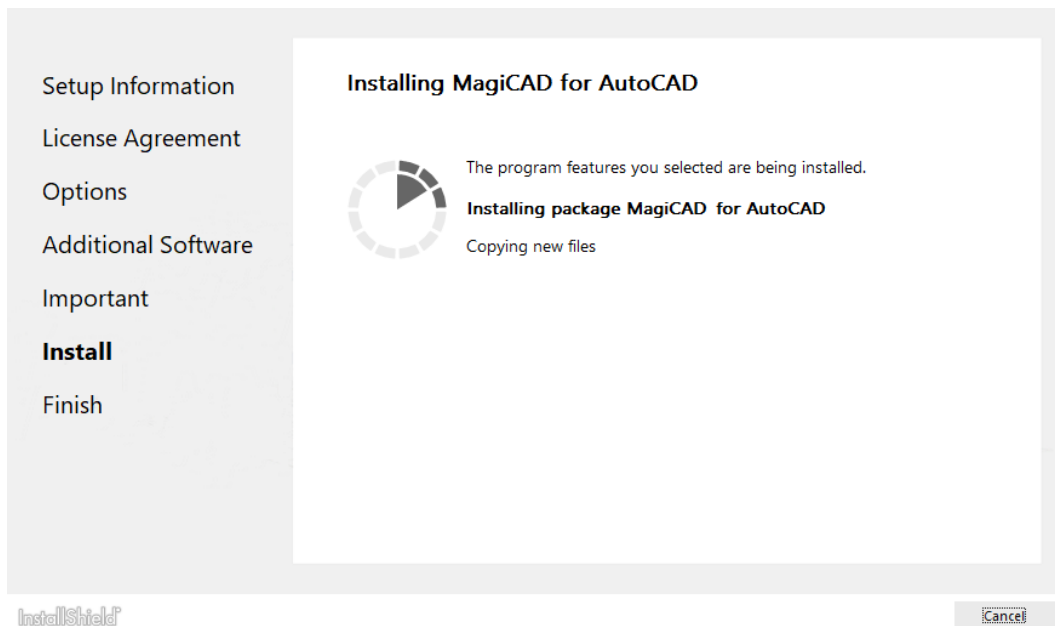 Setup Information
License Agreement
Options
Additional Software
Important
Install
Finish
Installing MagiCAD for AutoCAD
The program features you selected are being installed.
Installing package MagiCAD for AutoCAD
Copying new files
InstallShield™
Cancel